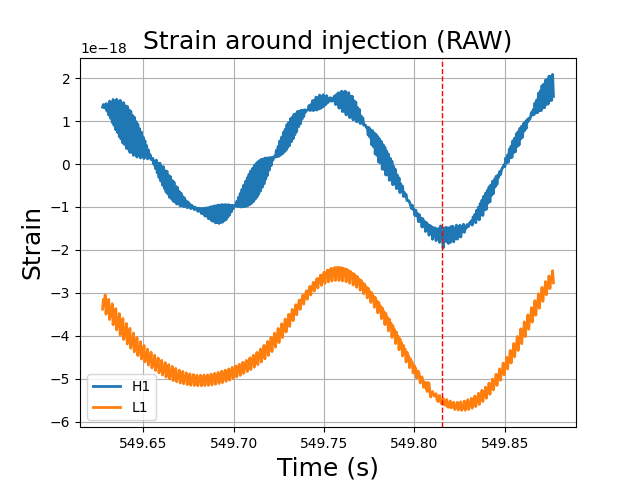 Strain around injection (RAW)
1e−18
2
1
0
−1
−2
−3
−4
−5
−6
Strain
H1
L1
549.65 549.70 549.75 549.80 549.85
Time (s)